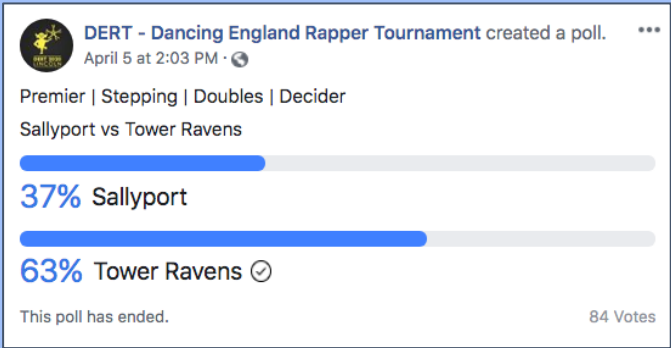 DERT - Dancing England Rapper Tournament created a poll.
April 5 at 2:03 PM ·
Premier | Stepping | Doubles | Decider
Sallyport vs Tower Ravens
37% Sallyport
63% Tower Ravens
This poll has ended.
84 Votes